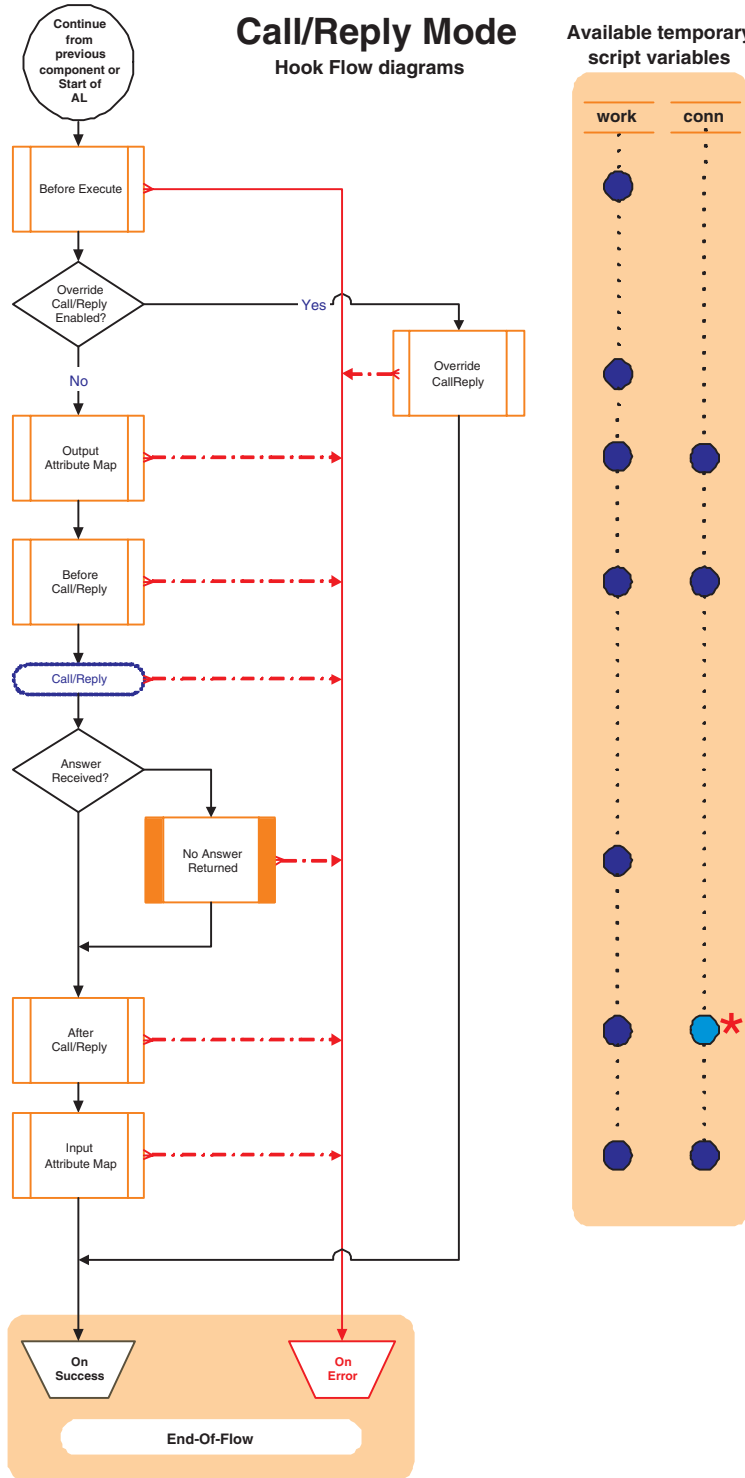 Continue
from
previous
component or
Start of
AL
Call/Reply Mode
Hook Flow diagrams
Available temporary
script variables
work
conn
Before Execute
Override
Call/Reply
Enabled?
Yes
No
Override
CallReply
Output
Attribute Map
Before
Call/Reply
Call/Reply
Answer
Received?
No Answer
Returned
*
After
Call/Reply
Input
Attribute Map
On
Success
On
Error
End-Of-Flow